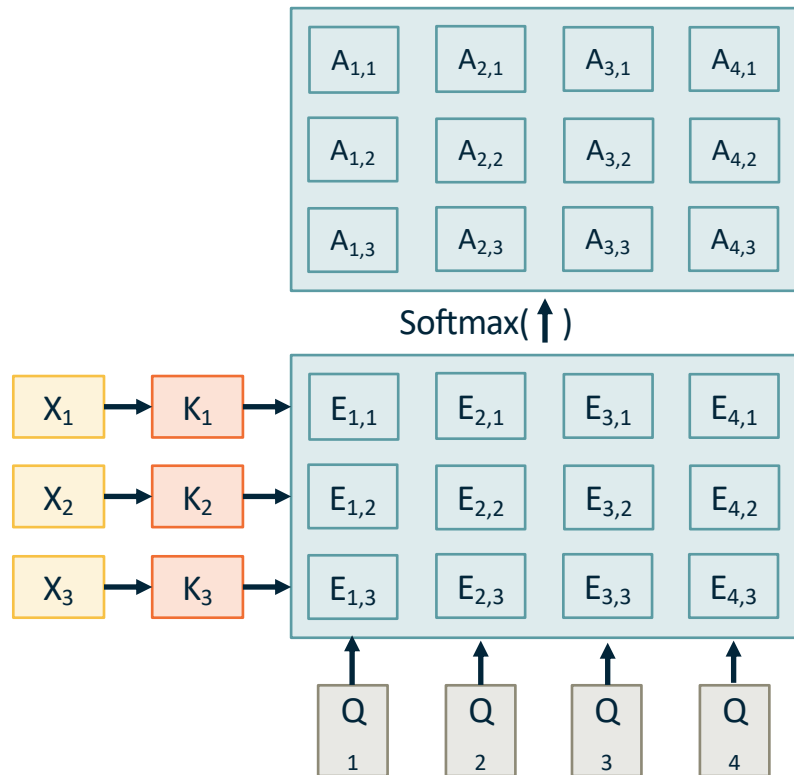 A1,1 A2,1 A3,1 A4,1
A1,2 A2,2 A3,2 A4,2
A1,3 A2,3 A3,3 A4,3
Softmax( )
X1 K1 E1,1 E2,1 E3,1 E4,1
X2 K2 E1,2 E2,2 E3,2 E4,2
X3 K3 E1,3 E2,3 E3,3 E4,3
Q Q Q Q
1 2 3 4